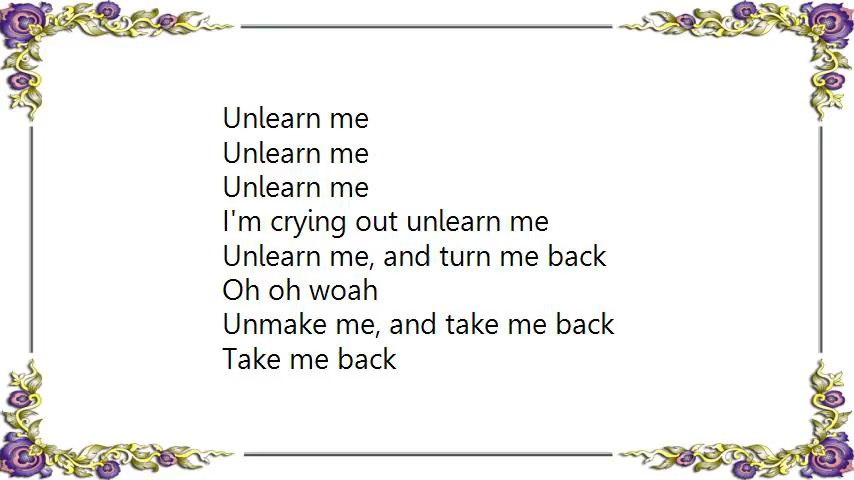 Unlearn me
Unlearn me
Unlearn me
I'm crying out unlearn me
Unlearn me, and turn me back
Oh oh woah
Unmake me, and take me back
Take me back